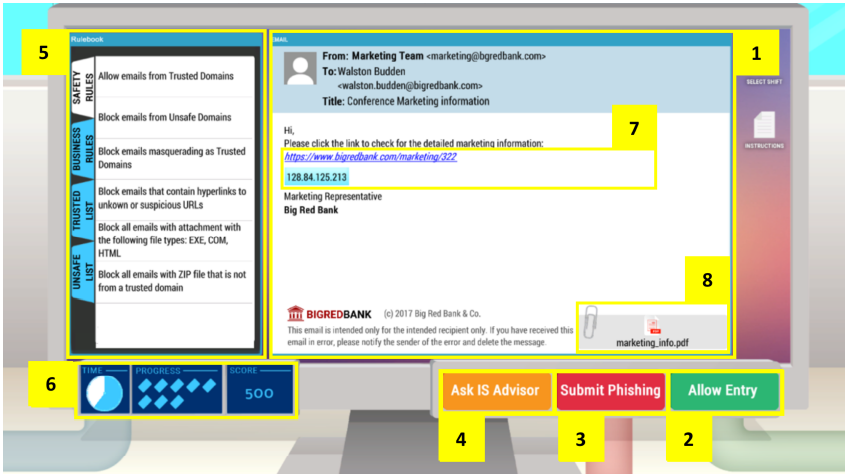 Rulebook
SAFETY RULES
BUSINESS RULES
TRUSTED LIST
UNSAFE LIST
Allow emails from Trusted Domains
Block emails from Unsafe Domains
Block emails masquerading as Trusted
Domains
Block emails that contain hyperlinks to
unkown or suspicious URLs
Block all emails with attachment with
the following file types: EXE, COM,
HTML
Block all emails with ZIP file that is not
from a trusted domain
5
EMAIL
From: Marketing Team <marketing@bgredbank.com>
To: Walston Budden
<walston.budden@bigredbank.com>
Title: Conference Marketing information
1
SELECT SHIFT
INSTRUCTIONS
Hi,
Please click the link to check for the detailed marketing information:
7
https://www.bigredbank.com/marketing/322
128.84.125.213
Marketing Representative
Big Red Bank
8
BIGREDBANK (c) 2017 Big Red Bank & Co.
This email is intended only for the intended recipient only. If you have received this
email in error, please notify the sender of the error and delete the message.
marketing_info.pdf
6
TIME
PROGRESS
SCORE
500
Ask IS Advisor
Submit Phishing
Allow Entry
4
3
2